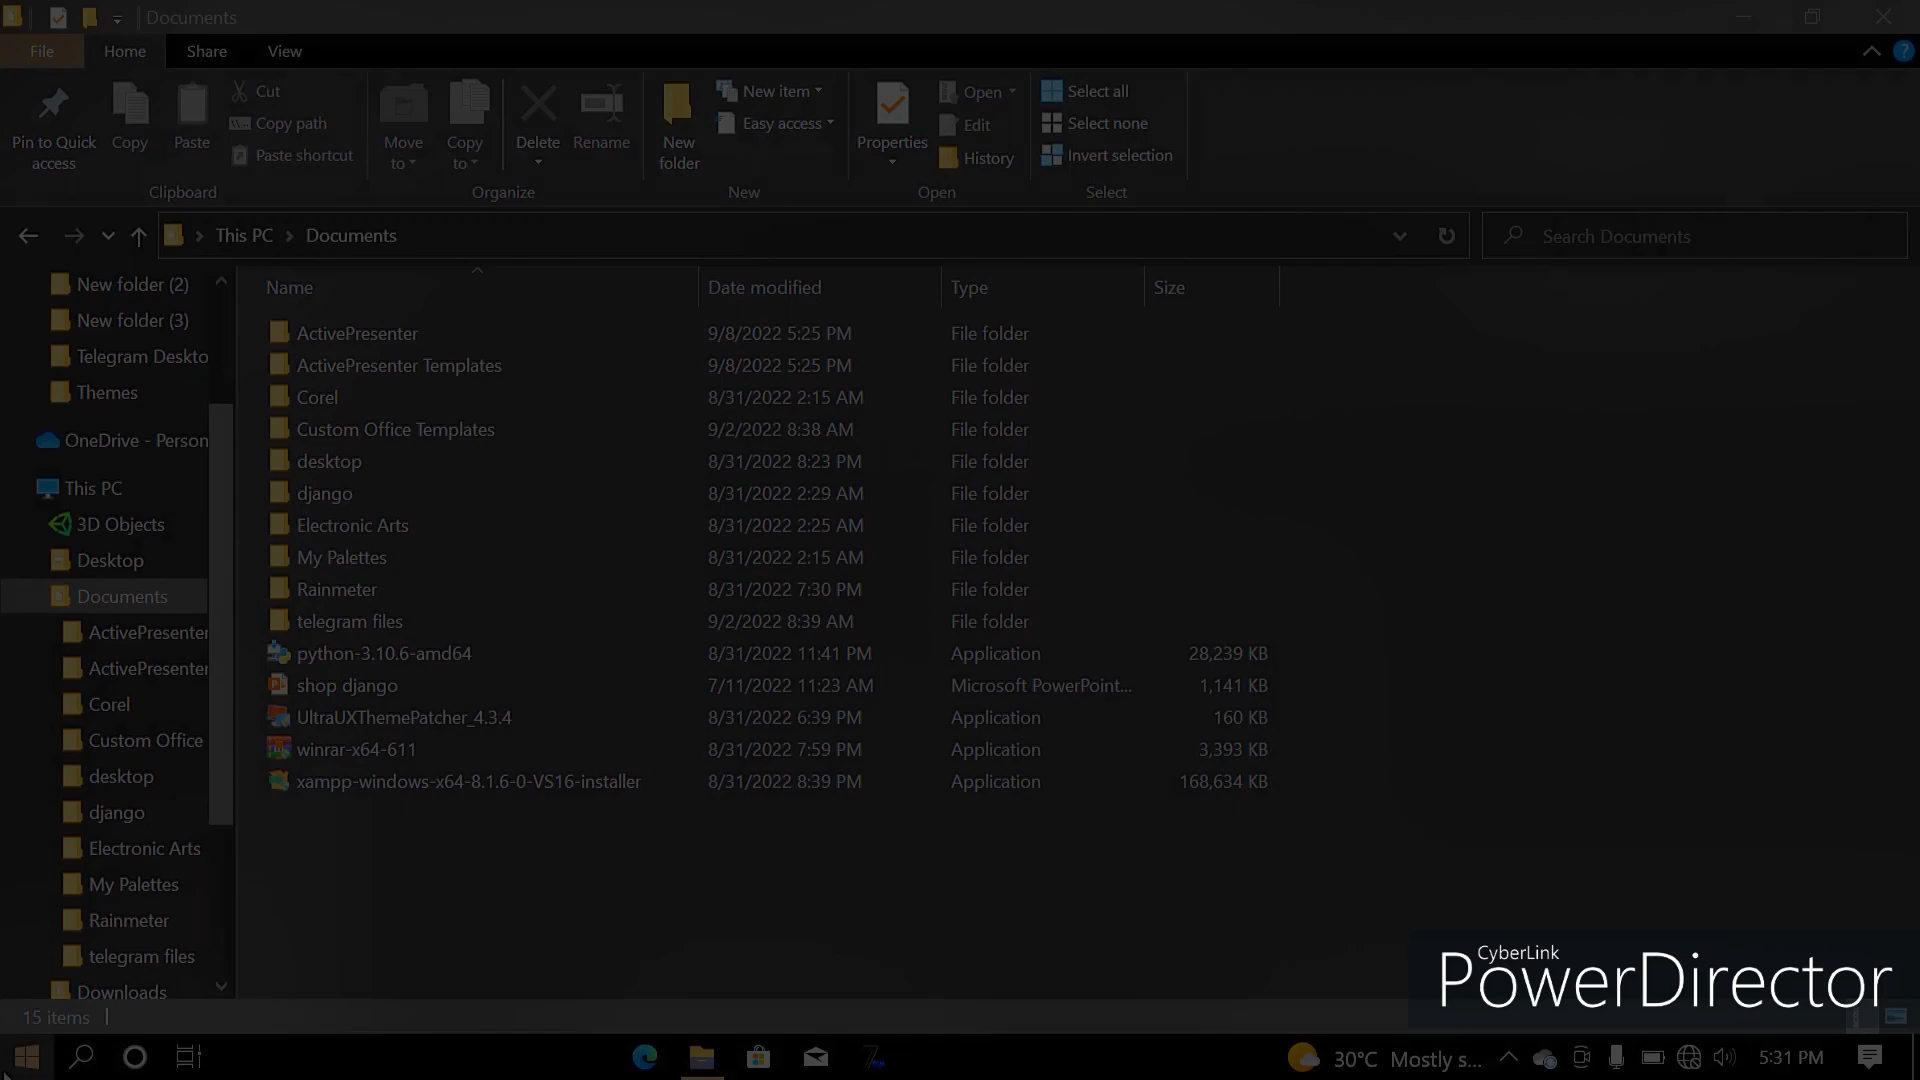 Documents
File Home Share View
Pin to Quick access
Copy
Paste
Cut
Copy path
Paste shortcut
Clipboard
Move to
Copy to
Delete
Rename
Organize
New folder
New item
Easy access
New
Properties
Open
Edit
History
Open
Select all
Select none
Invert selection
Select
This PC Documents
Search Documents
New folder (2)
New folder (3)
Telegram Deskto
Themes
OneDrive - Person
This PC
3D Objects
Desktop
Documents
ActivePresenter
ActivePresenter
Corel
Custom Office
desktop
django
Electronic Arts
My Palettes
Rainmeter
telegram files
Downloads
Name Date modified Type Size
ActivePresenter 9/8/2022 5:25 PM File folder
ActivePresenter Templates 9/8/2022 5:25 PM File folder
Corel 8/31/2022 2:15 AM File folder
Custom Office Templates 9/2/2022 8:38 AM File folder
desktop 8/31/2022 8:23 PM File folder
django 8/31/2022 2:29 AM File folder
Electronic Arts 8/31/2022 2:25 AM File folder
My Palettes 8/31/2022 2:15 AM File folder
Rainmeter 8/31/2022 7:30 PM File folder
telegram files 9/2/2022 8:39 AM File folder
python-3.10.6-amd64 8/31/2022 11:41 PM Application 28,239 KB
shop django 7/11/2022 11:23 AM Microsoft PowerPoint... 1,141 KB
UltraUXThemePatcher_4.3.4 8/31/2022 6:39 PM Application 160 KB
winrar-x64-611 8/31/2022 7:59 PM Application 3,393 KB
xampp-windows-x64-8.1.6-0-VS16-installer 8/31/2022 8:39 PM Application 168,634 KB
CyberLink
PowerDirector
15 items
30°C Mostly s... 5:31 PM